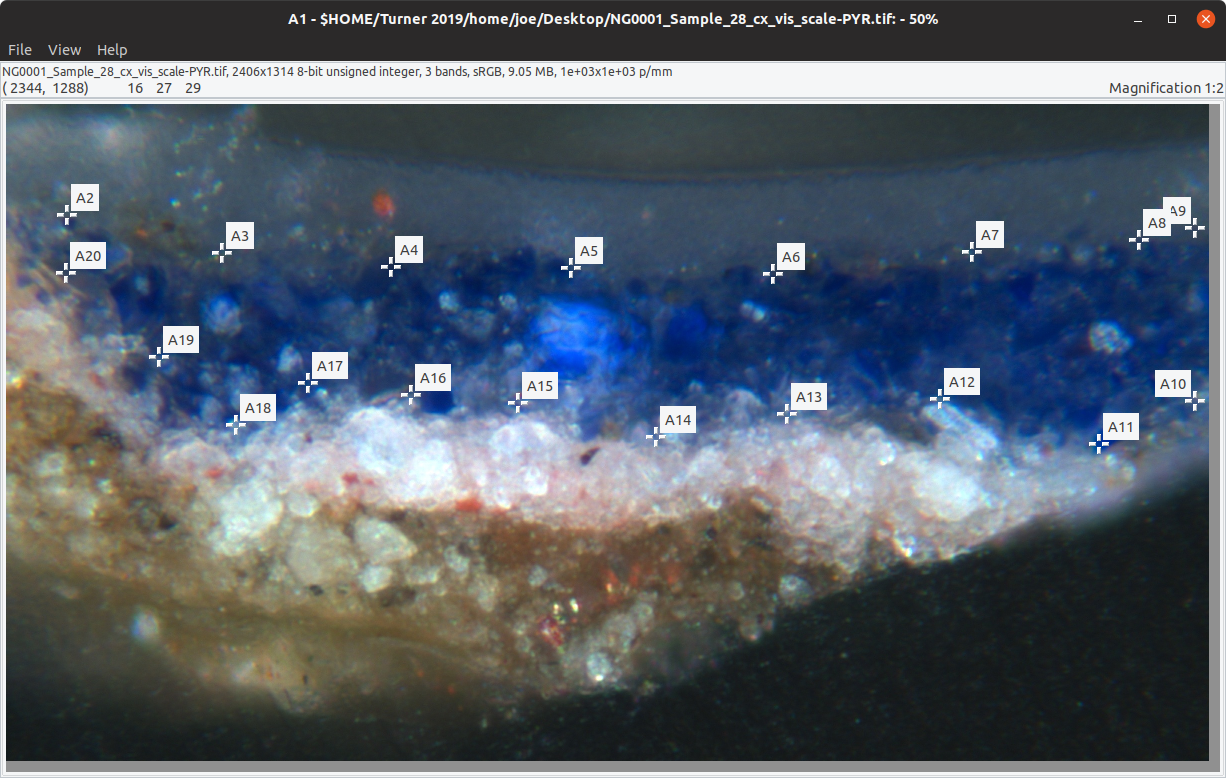 A1 - $HOME/Turner 2019/home/joe/Desktop/NG0001_Sample_28_cx_vis_scale-PYR.tif: - 50%
File View Help
NG0001_Sample_28_cx_vis_scale-PYR.tif, 2406x1314 8-bit unsigned integer, 3 bands, sRGB, 9.05 MB, 1e+03x1e+03 p/mm
( 2344, 1288) 16 27 29 Magnification 1:2
A2
A9
A8
A3
A7
A4
A5
A20
A6
A19
A17
A16
A12
A15
A10
A13
A18
A14
A11